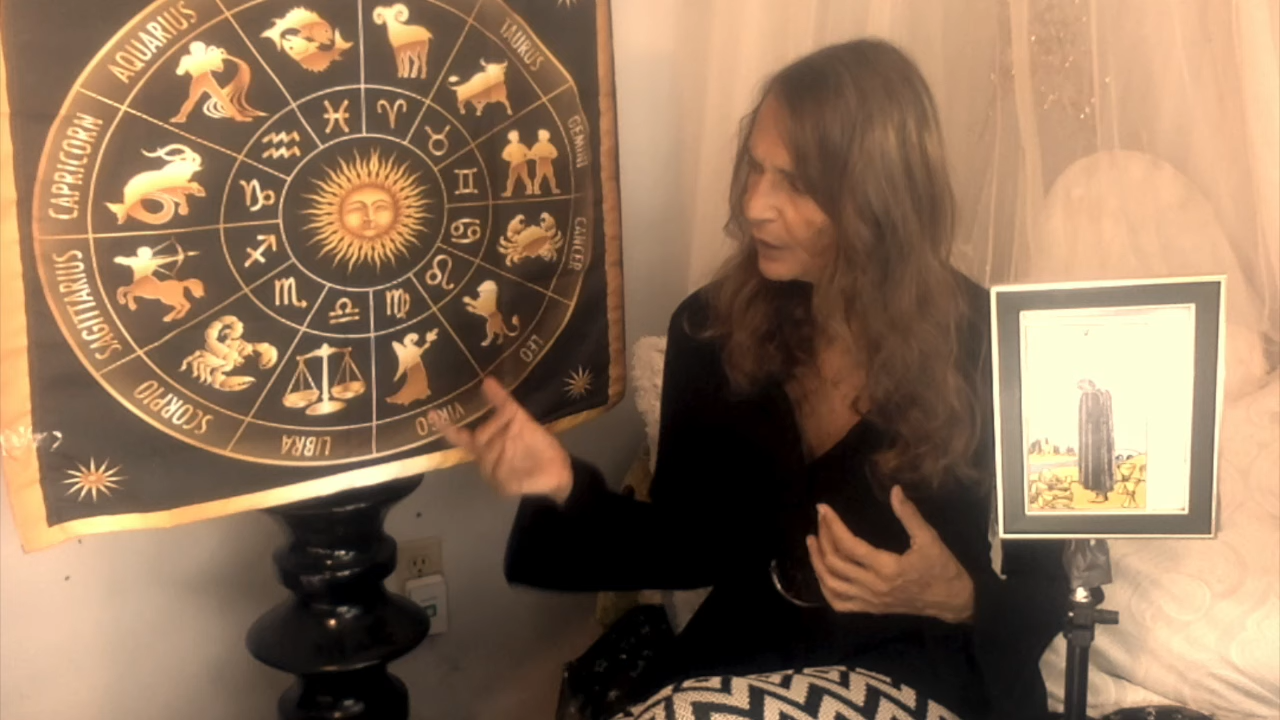 AQUARIUS
TAURUS
CAPRICORN
GEMINI
SAGITTARIUS
CANCER
LEO
SCORPIO
LIBRA
VIRGO